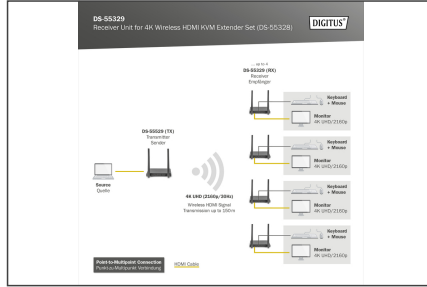 DS-55329
Receiver Unit for 4K Wireless HDMI KVM Extender Set (DS-55328)
DIGITUS®
... up to 4
DS-55329 (RX)
Receiver
Empfänger
Keyboard
+ Mouse
Monitor
4K UHD/2160p
DS-55529 (TX)
Transmitter
Sender
Keyboard
+ Mouse
Monitor
4K UHD/2160p
Source
Quelle
4K UHD (2160p/30Hz)
Wireless HDMI Signal
Transmission up to 150 m
Keyboard
+ Mouse
Monitor
4K UHD/2160p
Keyboard
+ Mouse
Monitor
4K UHD/2160p
Point-to-Multipoint Connection
Punkt-zu-Multipunkt Verbindung
HDMI Cable